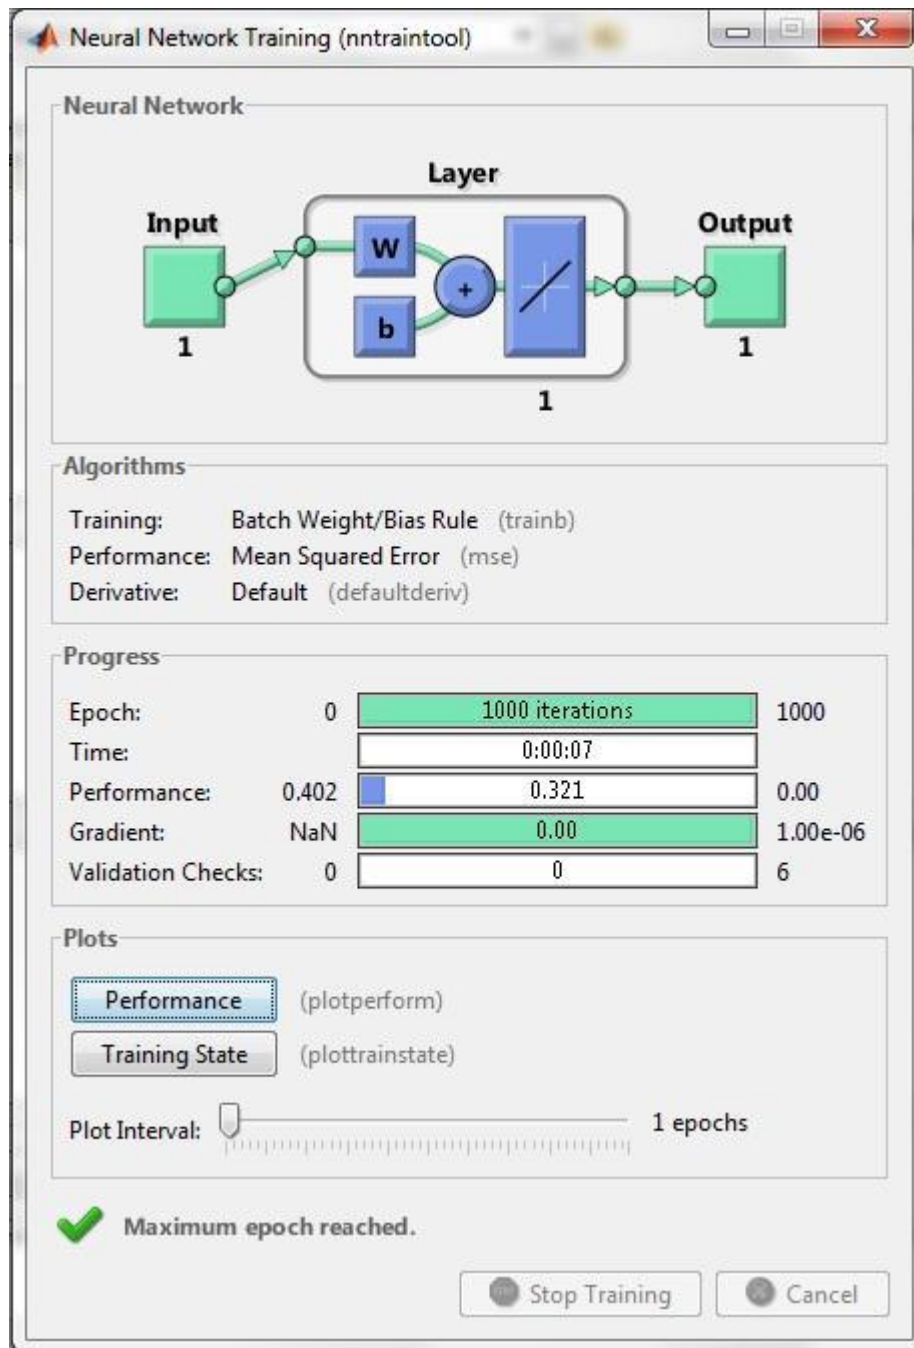 Neural Network Training (nntraintool)
Neural Network
Layer
Input
Output
W
+
b
1
1
1
Algorithms
Training: Batch Weight/Bias Rule (trainb)
Performance: Mean Squared Error (mse)
Derivative: Default (defaultderiv)
Progress
Epoch: 0 1000 iterations 1000
Time: 0:00:07
Performance: 0.402 0.321 0.00
Gradient: NaN 0.00 1.00e-06
Validation Checks: 0 0 6
Plots
Performance (plotperform)
Training State (plottrainstate)
Plot Interval: 1 epochs
Maximum epoch reached.
Stop Training Cancel